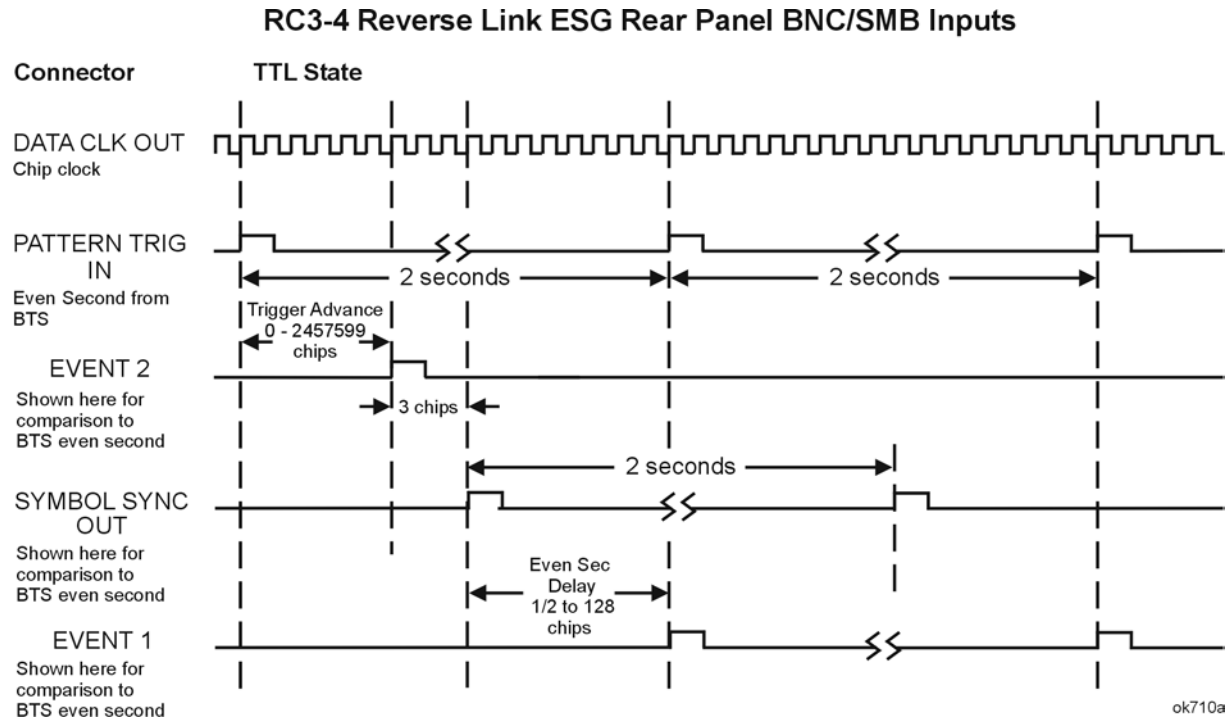 RC3-4 Reverse Link ESG Rear Panel BNC/SMB Inputs
Connector
TTL State
DATA CLK OUT
Chip clock
PATTERN TRIG
IN
Even Second from
BTS
2 seconds
2 seconds
Trigger Advance
0 - 2457599
chips
EVENT 2
Shown here for
comparison to
BTS even second
3 chips
2 seconds
SYMBOL SYNC
OUT
Shown here for
comparison to
BTS even second
Even Sec
Delay
1/2 to 128
chips
EVENT 1
Shown here for
comparison to
BTS even second
ok710a